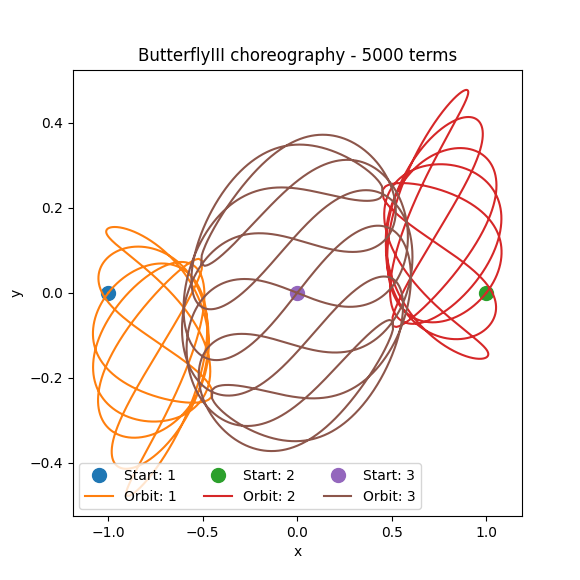 ButterflyIII choreography - 5000 terms
0.4
0.2
0.0
−0.2
−0.4
y
Start: 1 Start: 2 Start: 3
Orbit: 1 Orbit: 2 Orbit: 3
−1.0 −0.5 0.0 0.5 1.0
x